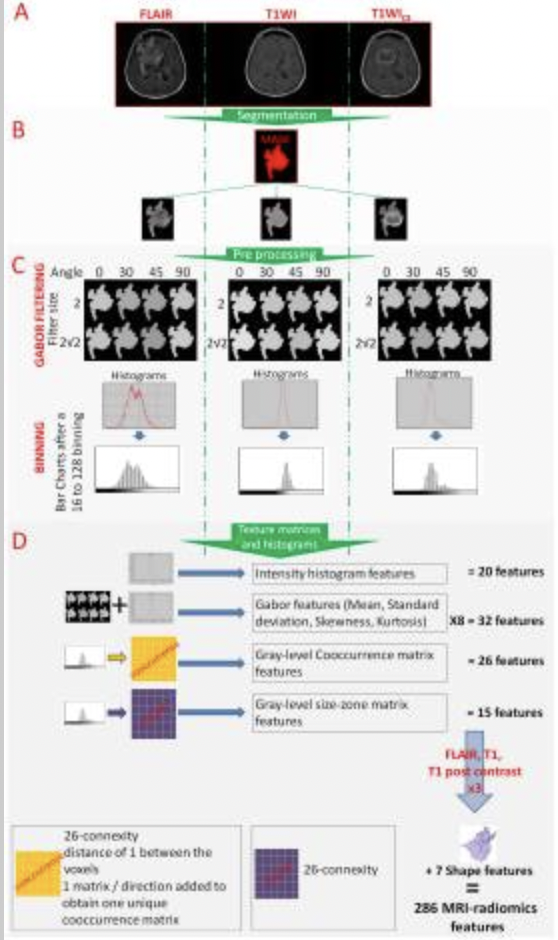 A
FLAIR
T1WI
T1WI
Segmentation
B
MASK
Pre processing
C
GABOR FILTERING
Filter size
Angle 0 30 45 90
0 30 45 90
0 30 45 90
2
2
2
2√2
2√2
2√2
Histograms
Histograms
Histograms
BINNING
Bar Charts after a
16 to 128 binning
Texture matrices
and histograms
D
Intensity histogram features
= 20 features
+
Gabor features (Mean, Standard
deviation, Skewness, Kurtosis)
X8 = 32 features
Gray-level Cooccurrence matrix
features
= 26 features
Gray-level size-zone matrix
features
= 15 features
FLAIR, T1,
T1 post contrast
x3
26-connexity
distance of 1 between the
voxels
1 matrix / direction added to
obtain one unique
cooccurrence matrix
26-connexity
+ 7 Shape features
=
286 MRI-radiomics
features